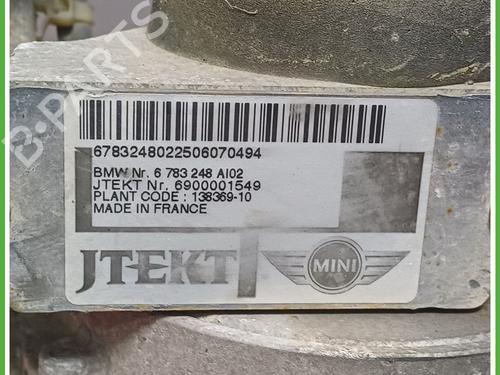 B-PARTS
6783248022506070494
BMW Nr. 6 783 248 AI02
JTEKT Nr. 6900001549
PLANT CODE : 138369-10
MADE IN FRANCE
JTEKT
MINI